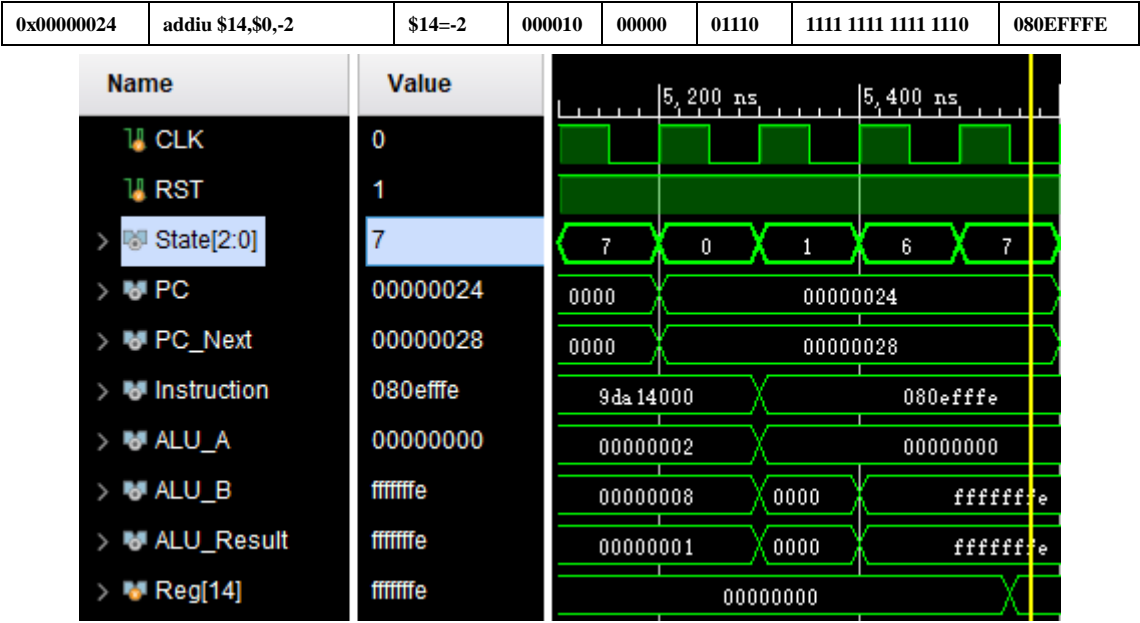 0x00000024 addiu $14,$0,-2 $14=-2 000010 00000 01110 1111 1111 1111 1110 080EFFFE
Name Value 5,200 ns 5,400 ns
CLK 0
RST 1
State[2:0] 7 7 0 1 6 7
PC 00000024 0000 00000024
PC_Next 00000028 0000 00000028
Instruction 080efffe 9da14000 080efffe
ALU_A 00000000 00000002 00000000
ALU_B fffffffe 00000008 0000 fffffffe
ALU_Result fffffffe 00000001 0000 fffffffe
Reg[14] fffffffe 00000000